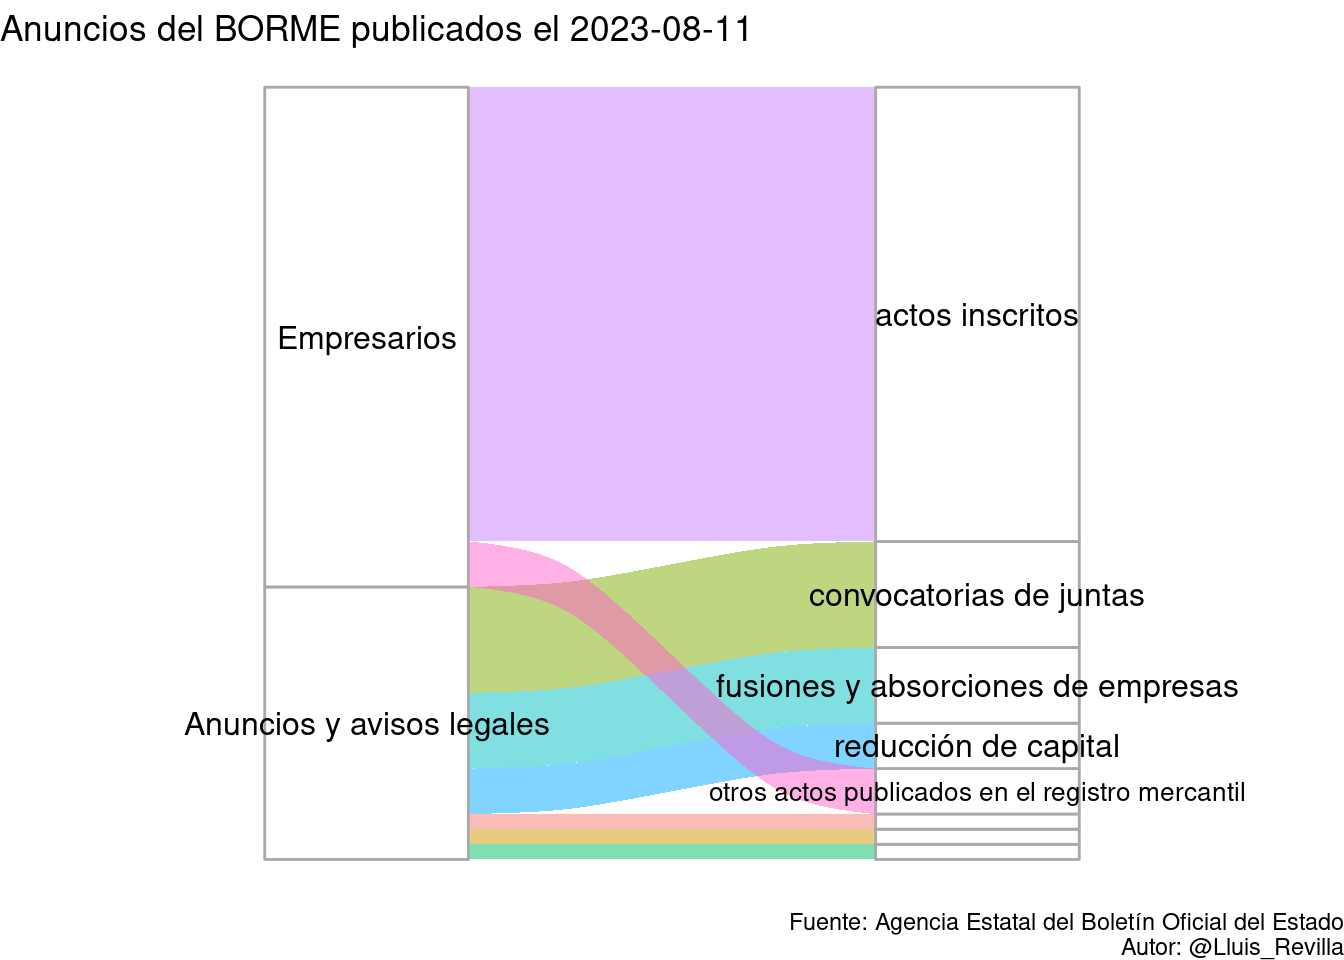 Anuncios del BORME publicados el 2023-08-11
Empresarios
actos inscritos
convocatorias de juntas
fusiones y absorciones de empresas
Anuncios y avisos legales
reducción de capital
otros actos publicados en el registro mercantil
Fuente: Agencia Estatal del Boletín Oficial del Estado
Autor: @Lluis_Revilla